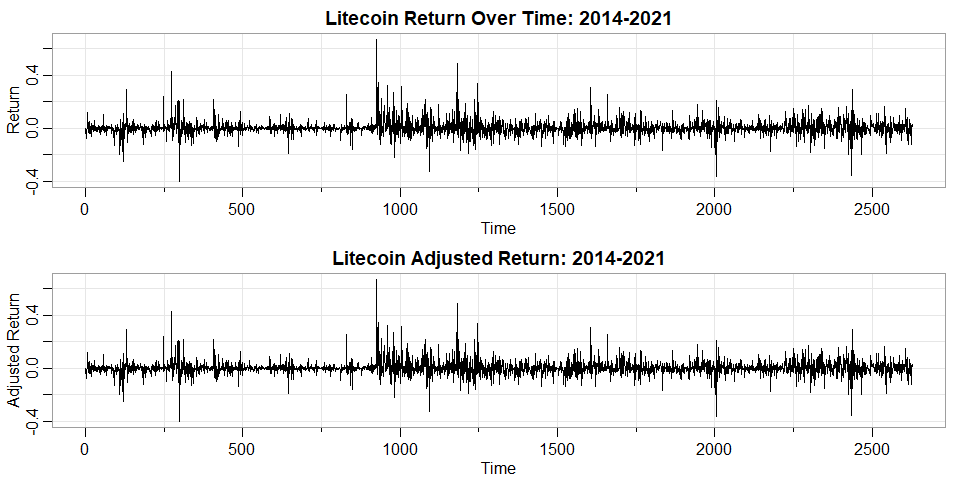 Litecoin Return Over Time: 2014-2021
Return
0.4
0.0
-0.4
0 500 1000 1500 2000 2500
Time
Litecoin Adjusted Return: 2014-2021
Adjusted Return
0.4
0.0
-0.4
0 500 1000 1500 2000 2500
Time